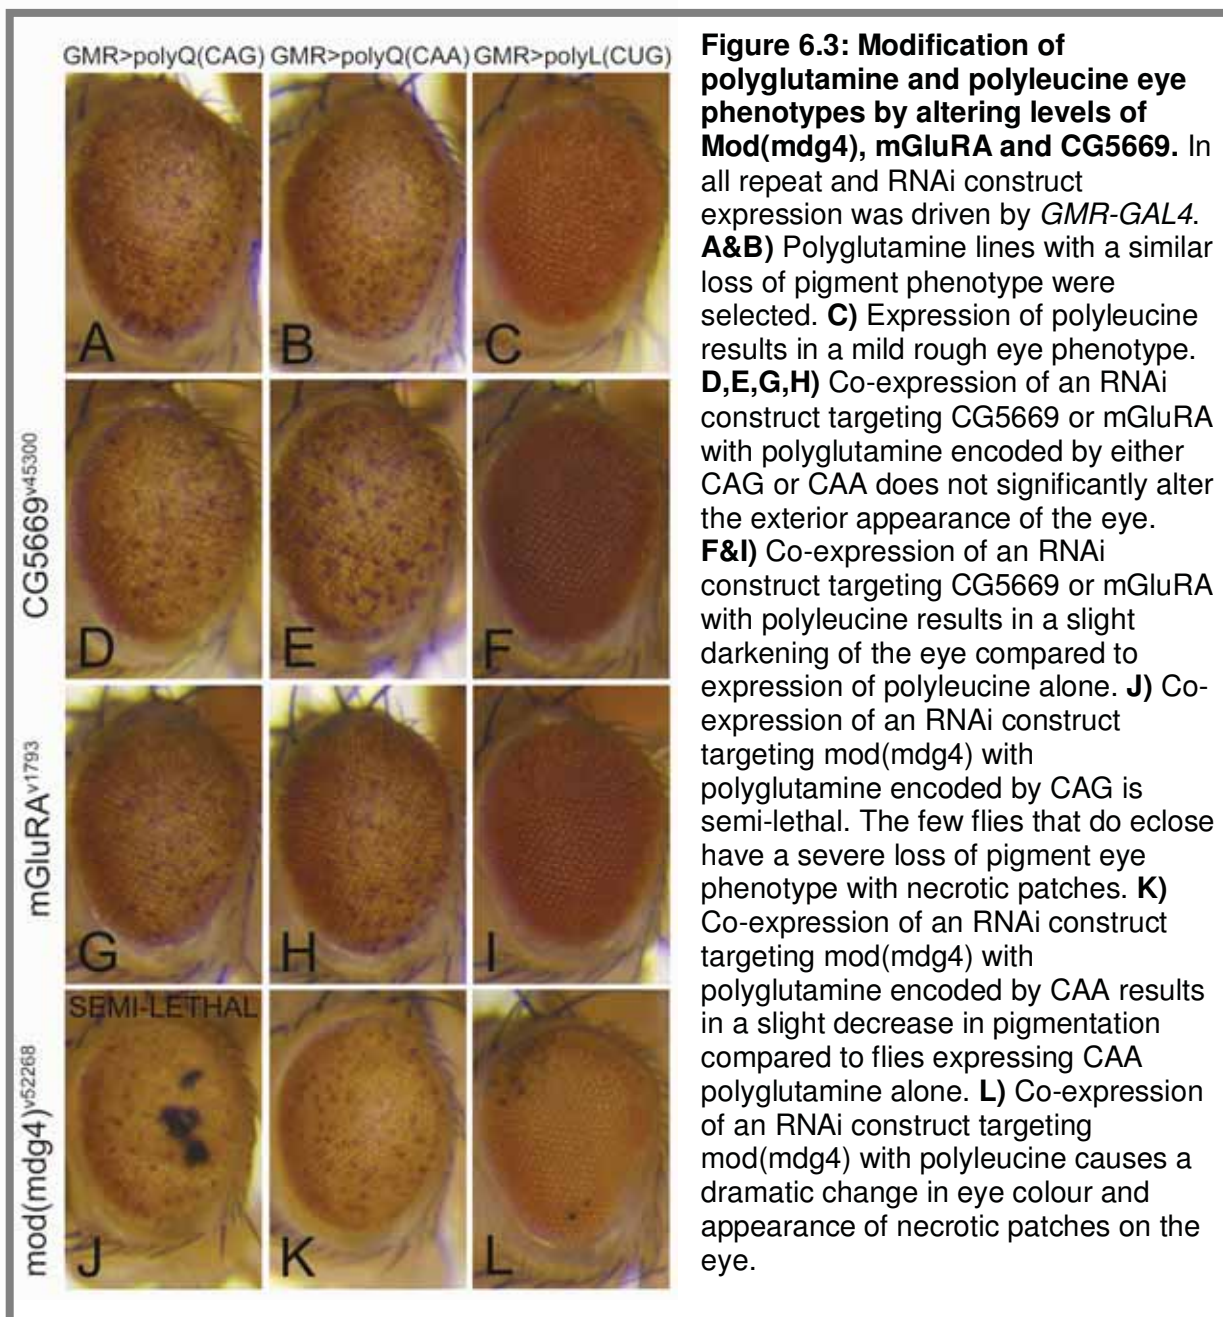 GMR>polyQ(CAG) GMR>polyQ(CAA) GMR>polyL(CUG)
A
B
C
CG5669v45300
D
E
F
mGluRAv1793
G
H
I
mod(mdg4)v52268
SEMI-LETHAL
J
K
L
Figure 6.3: Modification of
polyglutamine and polyleucine eye
phenotypes by altering levels of
Mod(mdg4), mGluRA and CG5669. In
all repeat and RNAi construct
expression was driven by GMR-GAL4.
A&B) Polyglutamine lines with a similar
loss of pigment phenotype were
selected. C) Expression of polyleucine
results in a mild rough eye phenotype.
D,E,G,H) Co-expression of an RNAi
construct targeting CG5669 or mGluRA
with polyglutamine encoded by either
CAG or CAA does not significantly alter
the exterior appearance of the eye.
F&I) Co-expression of an RNAi
construct targeting CG5669 or mGluRA
with polyleucine results in a slight
darkening of the eye compared to
expression of polyleucine alone. J) Co-
expression of an RNAi construct
targeting mod(mdg4) with
polyglutamine encoded by CAG is
semi-lethal. The few flies that do eclose
have a severe loss of pigment eye
phenotype with necrotic patches. K)
Co-expression of an RNAi construct
targeting mod(mdg4) with
polyglutamine encoded by CAA results
in a slight decrease in pigmentation
compared to flies expressing CAA
polyglutamine alone. L) Co-expression
of an RNAi construct targeting
mod(mdg4) with polyleucine causes a
dramatic change in eye colour and
appearance of necrotic patches on the
eye.